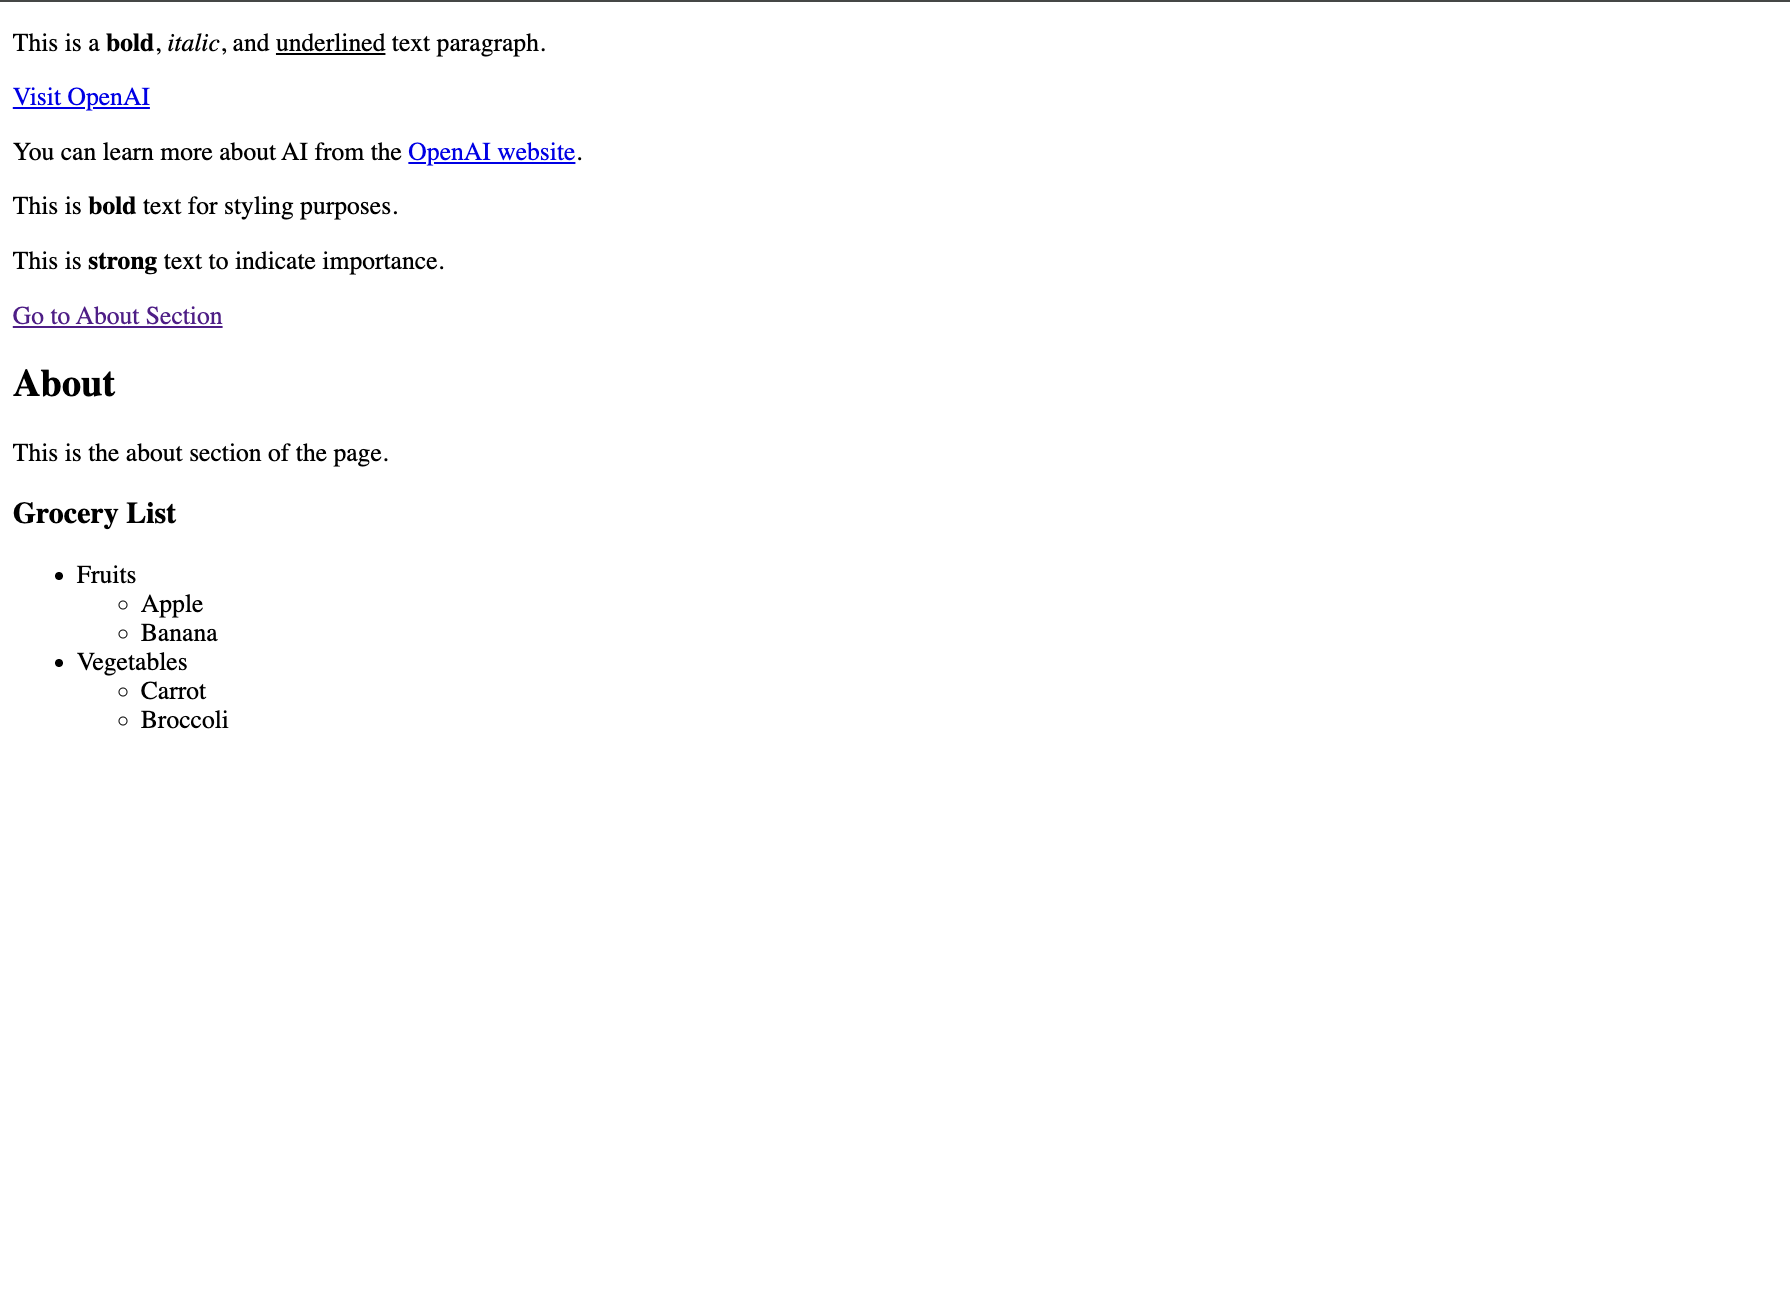 This is a bold, italic, and underlined text paragraph.
Visit OpenAI
You can learn more about AI from the OpenAI website.
This is bold text for styling purposes.
This is strong text to indicate importance.
Go to About Section
About
This is the about section of the page.
Grocery List
Fruits
Apple
Banana
Vegetables
Carrot
Broccoli